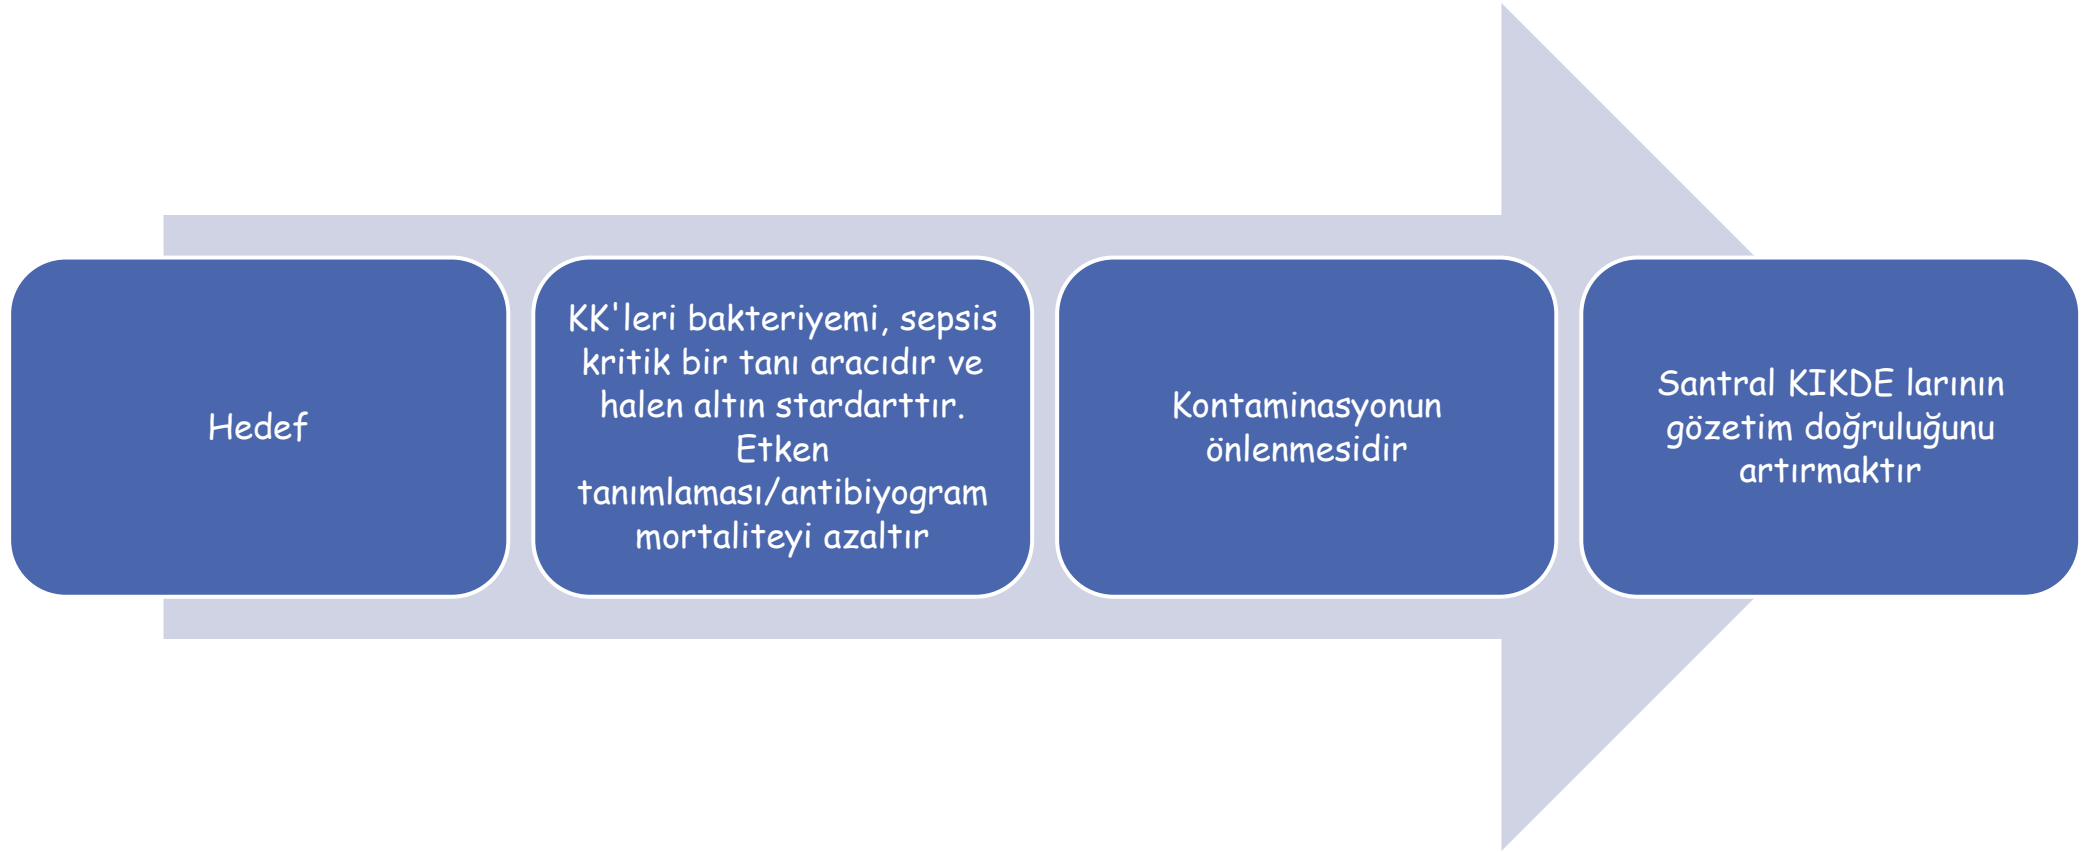 Hedef
KK'leri bakteriyemi, sepsis
kritik bir tanı aracıdır ve
halen altın stardarttır.
Etken
tanımlaması/antibiyogram
mortaliteyi azaltır
Kontaminasyonun
önlenmesidir
Santral KIKDE larının
gözetim doğruluğunu
artırmaktır